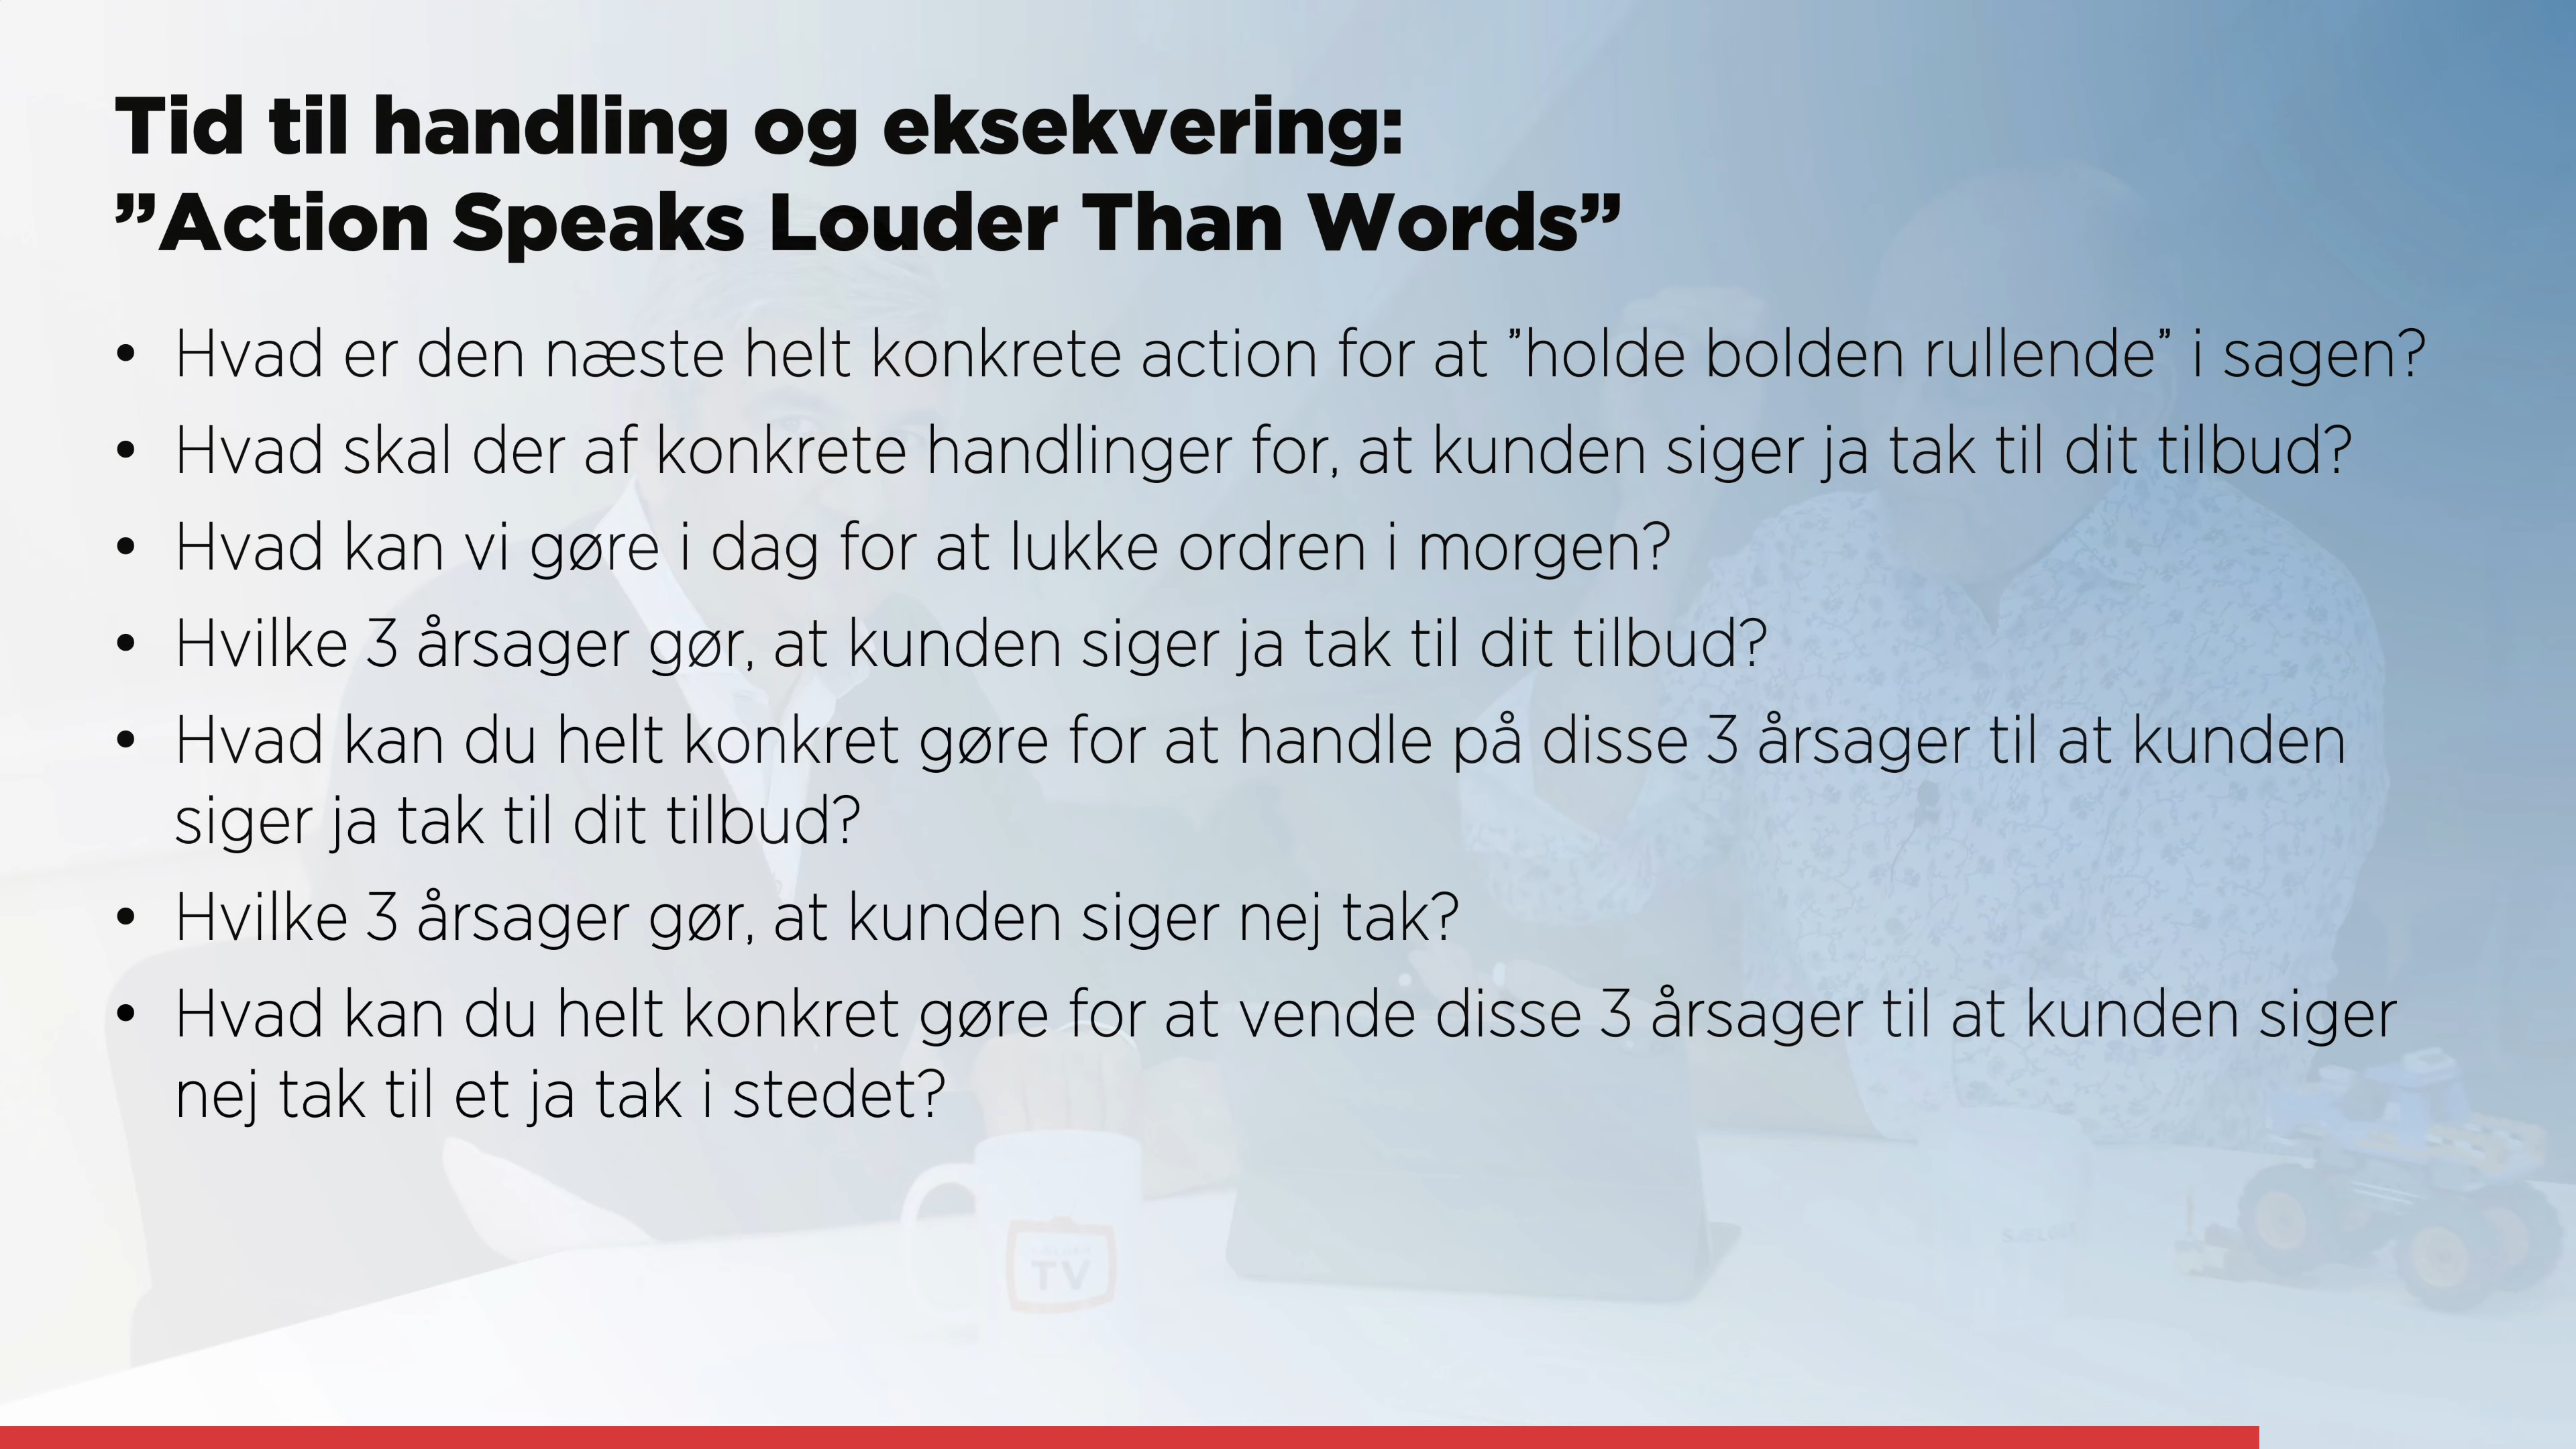 Tid til handling og eksekvering:
”Action Speaks Louder Than Words”
• Hvad er den næste helt konkrete action for at ”holde bolden rullende” i sagen?
• Hvad skal der af konkrete handlinger for, at kunden siger ja tak til dit tilbud?
• Hvad kan vi gøre i dag for at lukke ordren i morgen?
• Hvilke 3 årsager gør, at kunden siger ja tak til dit tilbud?
• Hvad kan du helt konkret gøre for at handle på disse 3 årsager til at kunden
siger ja tak til dit tilbud?
• Hvilke 3 årsager gør, at kunden siger nej tak?
• Hvad kan du helt konkret gøre for at vende disse 3 årsager til at kunden siger
nej tak til et ja tak i stedet?
TV